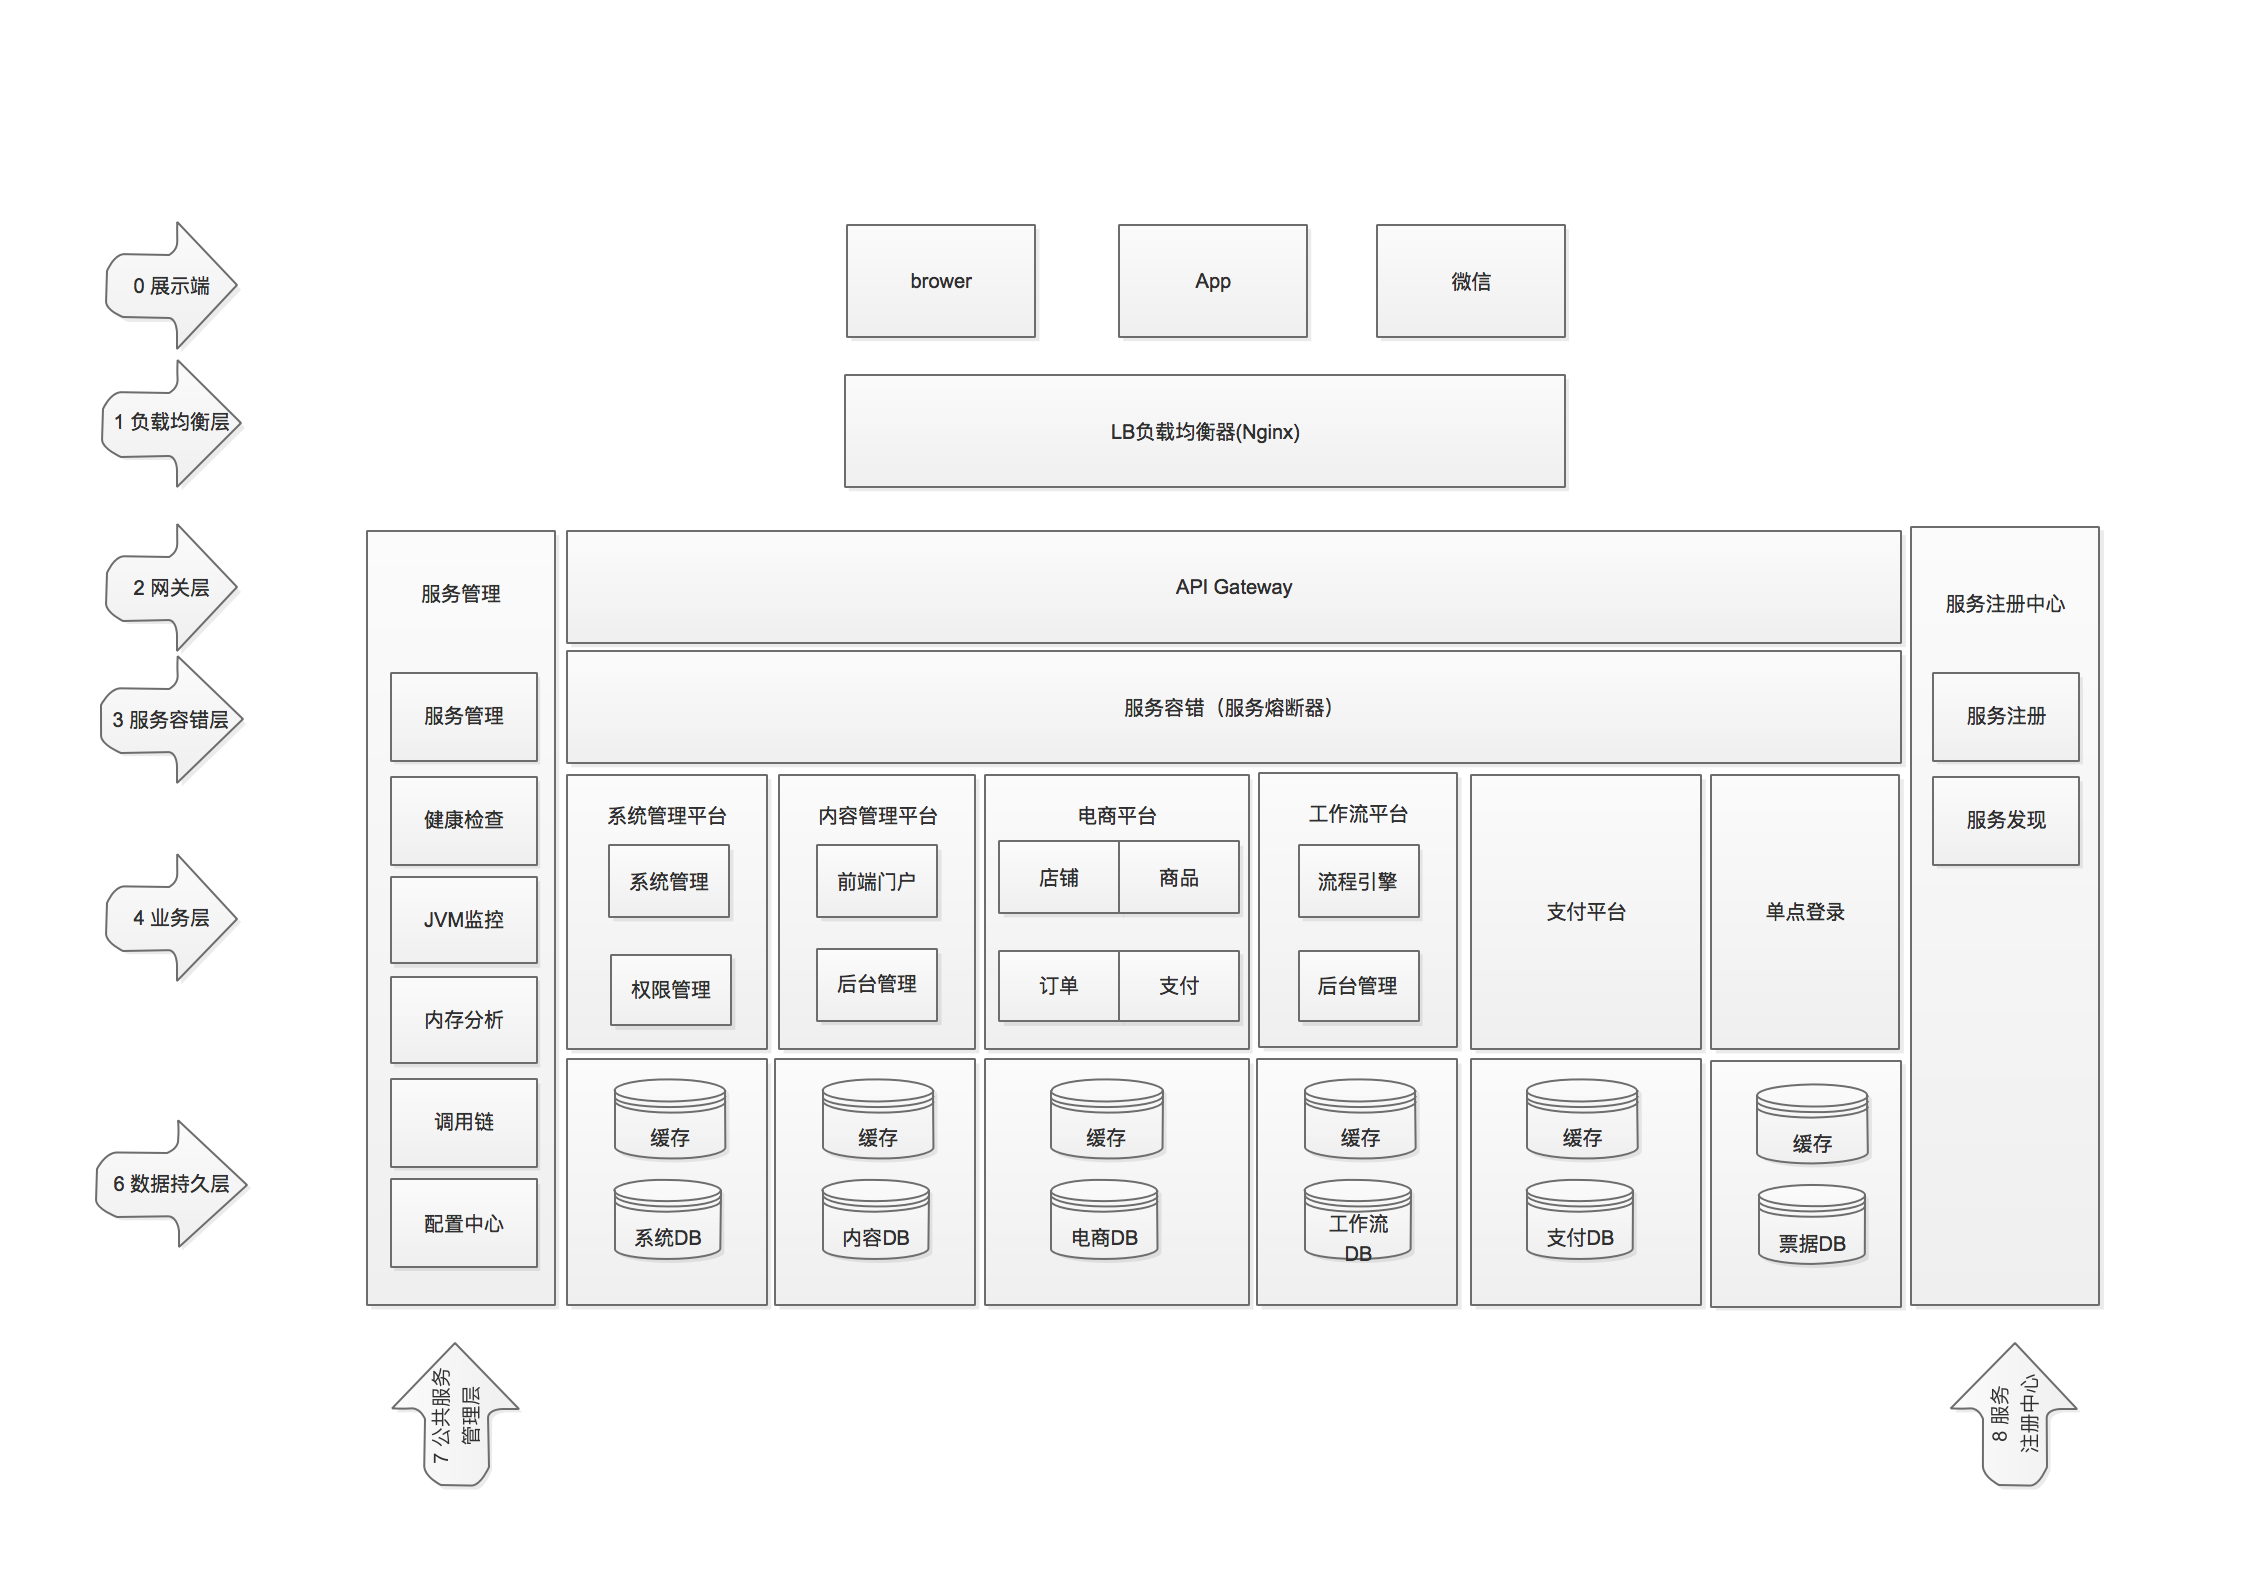 0 展示端
brower
App
微信
1 负载均衡层
LB负载均衡器(Nginx)
2 网关层
服务管理
API Gateway
服务注册中心
3 服务容错层
服务管理
服务容错（服务熔断器）
服务注册
健康检查
服务发现
4 业务层
JVM监控
内存分析
系统管理平台
系统管理
权限管理
内容管理平台
前端门户
后台管理
电商平台
店铺
商品
订单
支付
工作流平台
流程引擎
后台管理
支付平台
单点登录
6 数据持久层
调用链
配置中心
缓存
系统DB
缓存
内容DB
缓存
电商DB
缓存
工作流
DB
缓存
支付DB
缓存
票据DB
7 公共服务
管理层
8 服务
注册中心